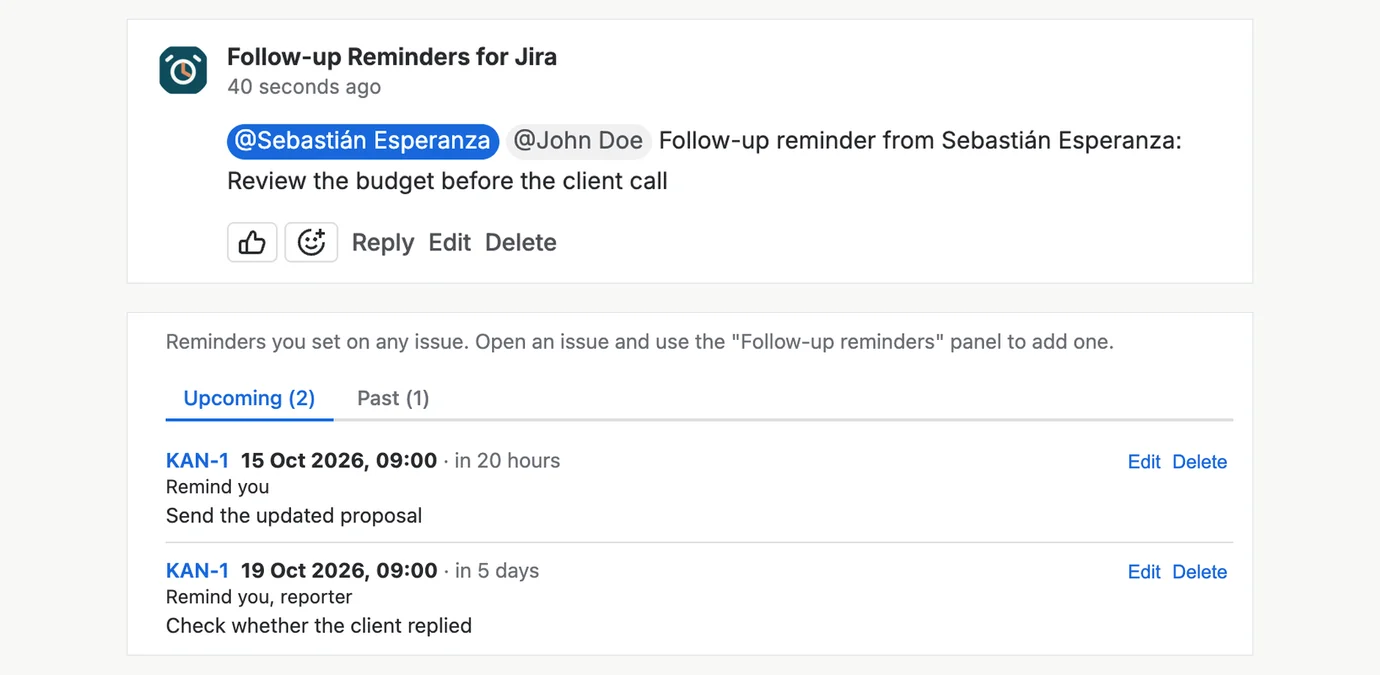 Follow-up Reminders for Jira
40 seconds ago
@Sebastián Esperanza @John Doe Follow-up reminder from Sebastián Esperanza:
Review the budget before the client call
Reply Edit Delete
Reminders you set on any issue. Open an issue and use the "Follow-up reminders" panel to add one.
Upcoming (2) Past (1)
KAN-1 15 Oct 2026, 09:00 · in 20 hours Edit Delete
Remind you
Send the updated proposal
KAN-1 19 Oct 2026, 09:00 · in 5 days Edit Delete
Remind you, reporter
Check whether the client replied